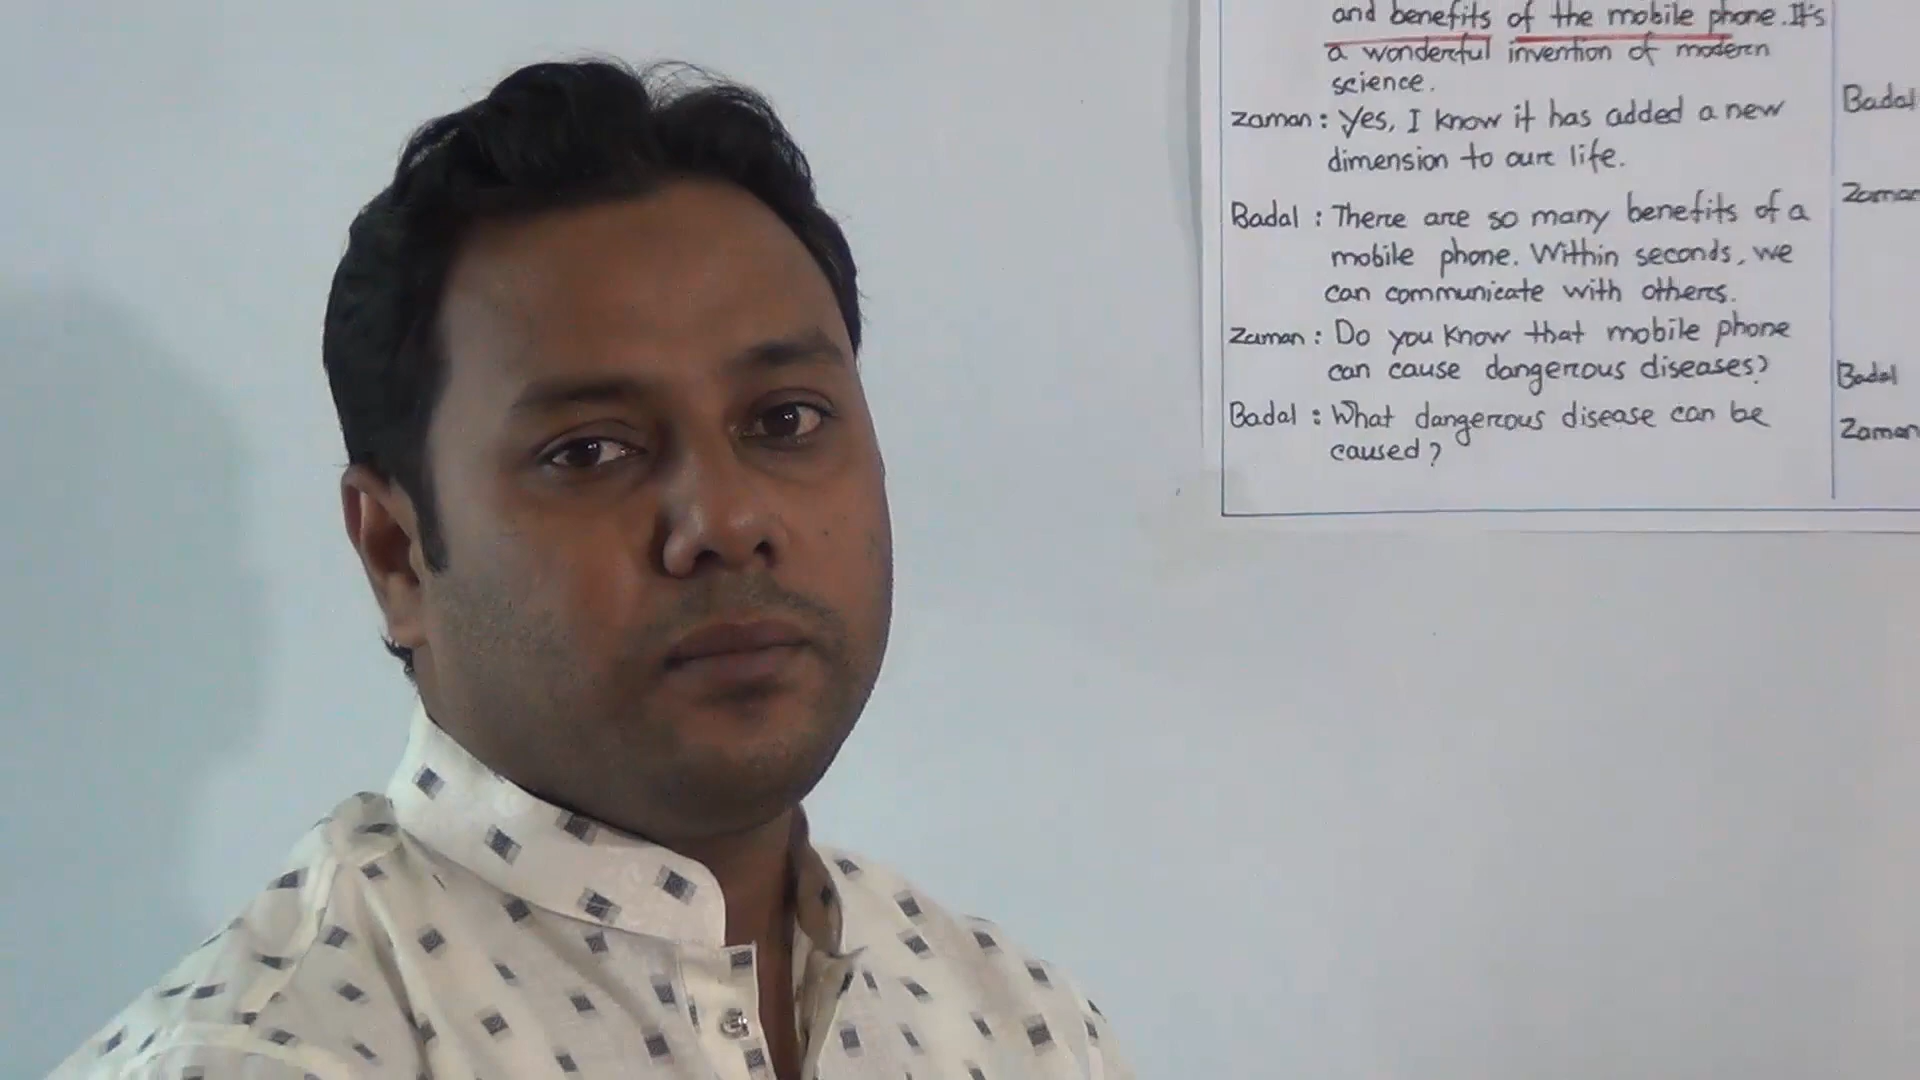 and benefits of the mobile phone. It's
a wonderful invention of modern
science.
Zaman : Yes, I know it has added a new
dimension to our life.
Badal : There are so many benefits of a
mobile phone. Within seconds, we
can communicate with others.
Zaman : Do you know that mobile phone
can cause dangerous diseases?
Badal : What dangerous disease can be
caused?
Badal
Zaman
Badal
Zaman